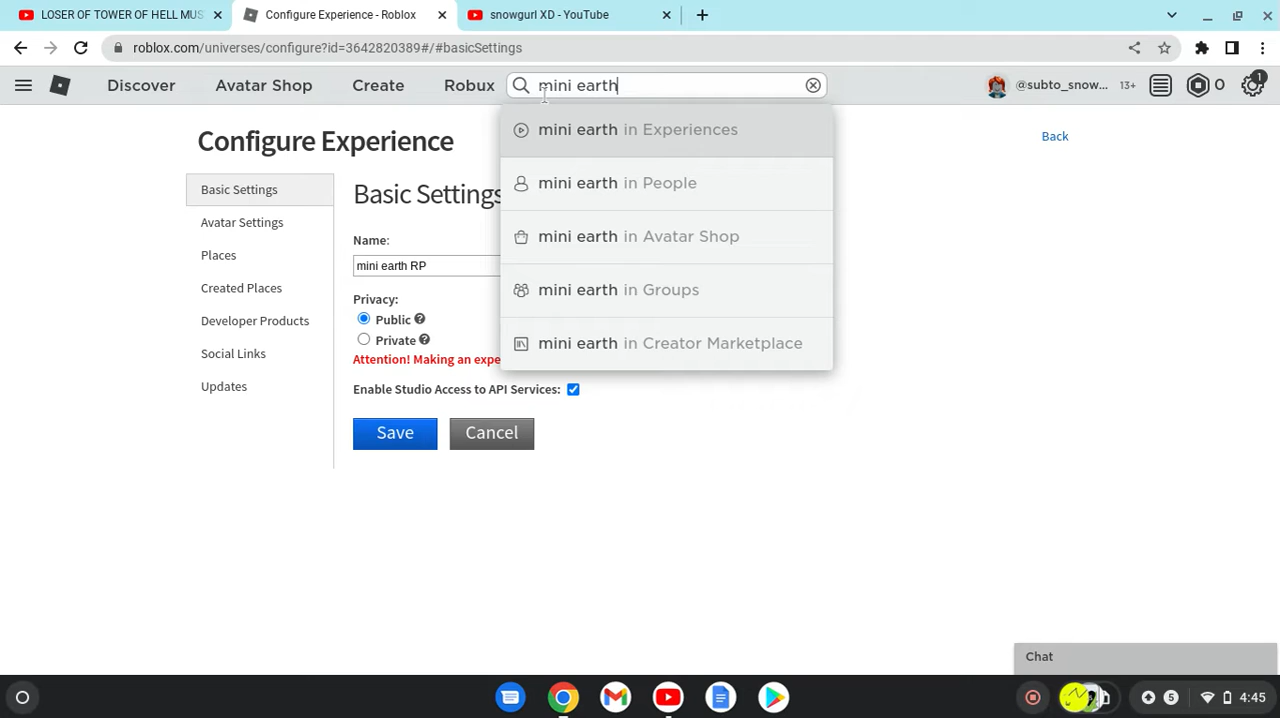 LOSER OF TOWER OF HELL MUS
Configure Experience - Roblox
snowgurl XD - YouTube
roblox.com/universes/configure?id=3642820389#/#basicSettings
Discover
Avatar Shop
Create
Robux
mini earth
@subto_snow...
13+
1
0
mini earth in Experiences
mini earth in People
mini earth in Avatar Shop
mini earth in Groups
mini earth in Creator Marketplace
Configure Experience
Back
Basic Settings
Avatar Settings
Places
Created Places
Developer Products
Social Links
Updates
Basic Settings
Name:
mini earth RP
Privacy:
Public
Private
Attention! Making an expe
Enable Studio Access to API Services:
Save
Cancel
Chat
5
4:45